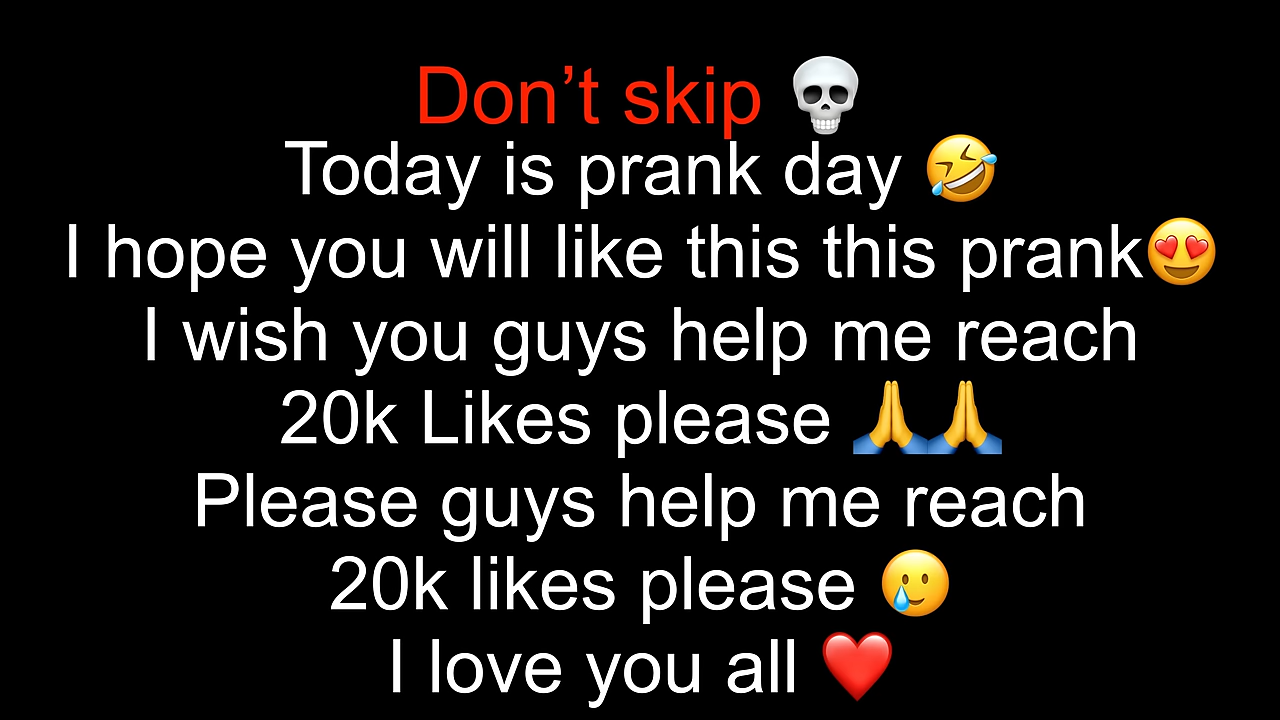 Don’t skip 💀
Today is prank day 🤣
I hope you will like this this prank😍
I wish you guys help me reach
20k Likes please 🙏🙏
Please guys help me reach
20k likes please 🥲
I love you all ❤️